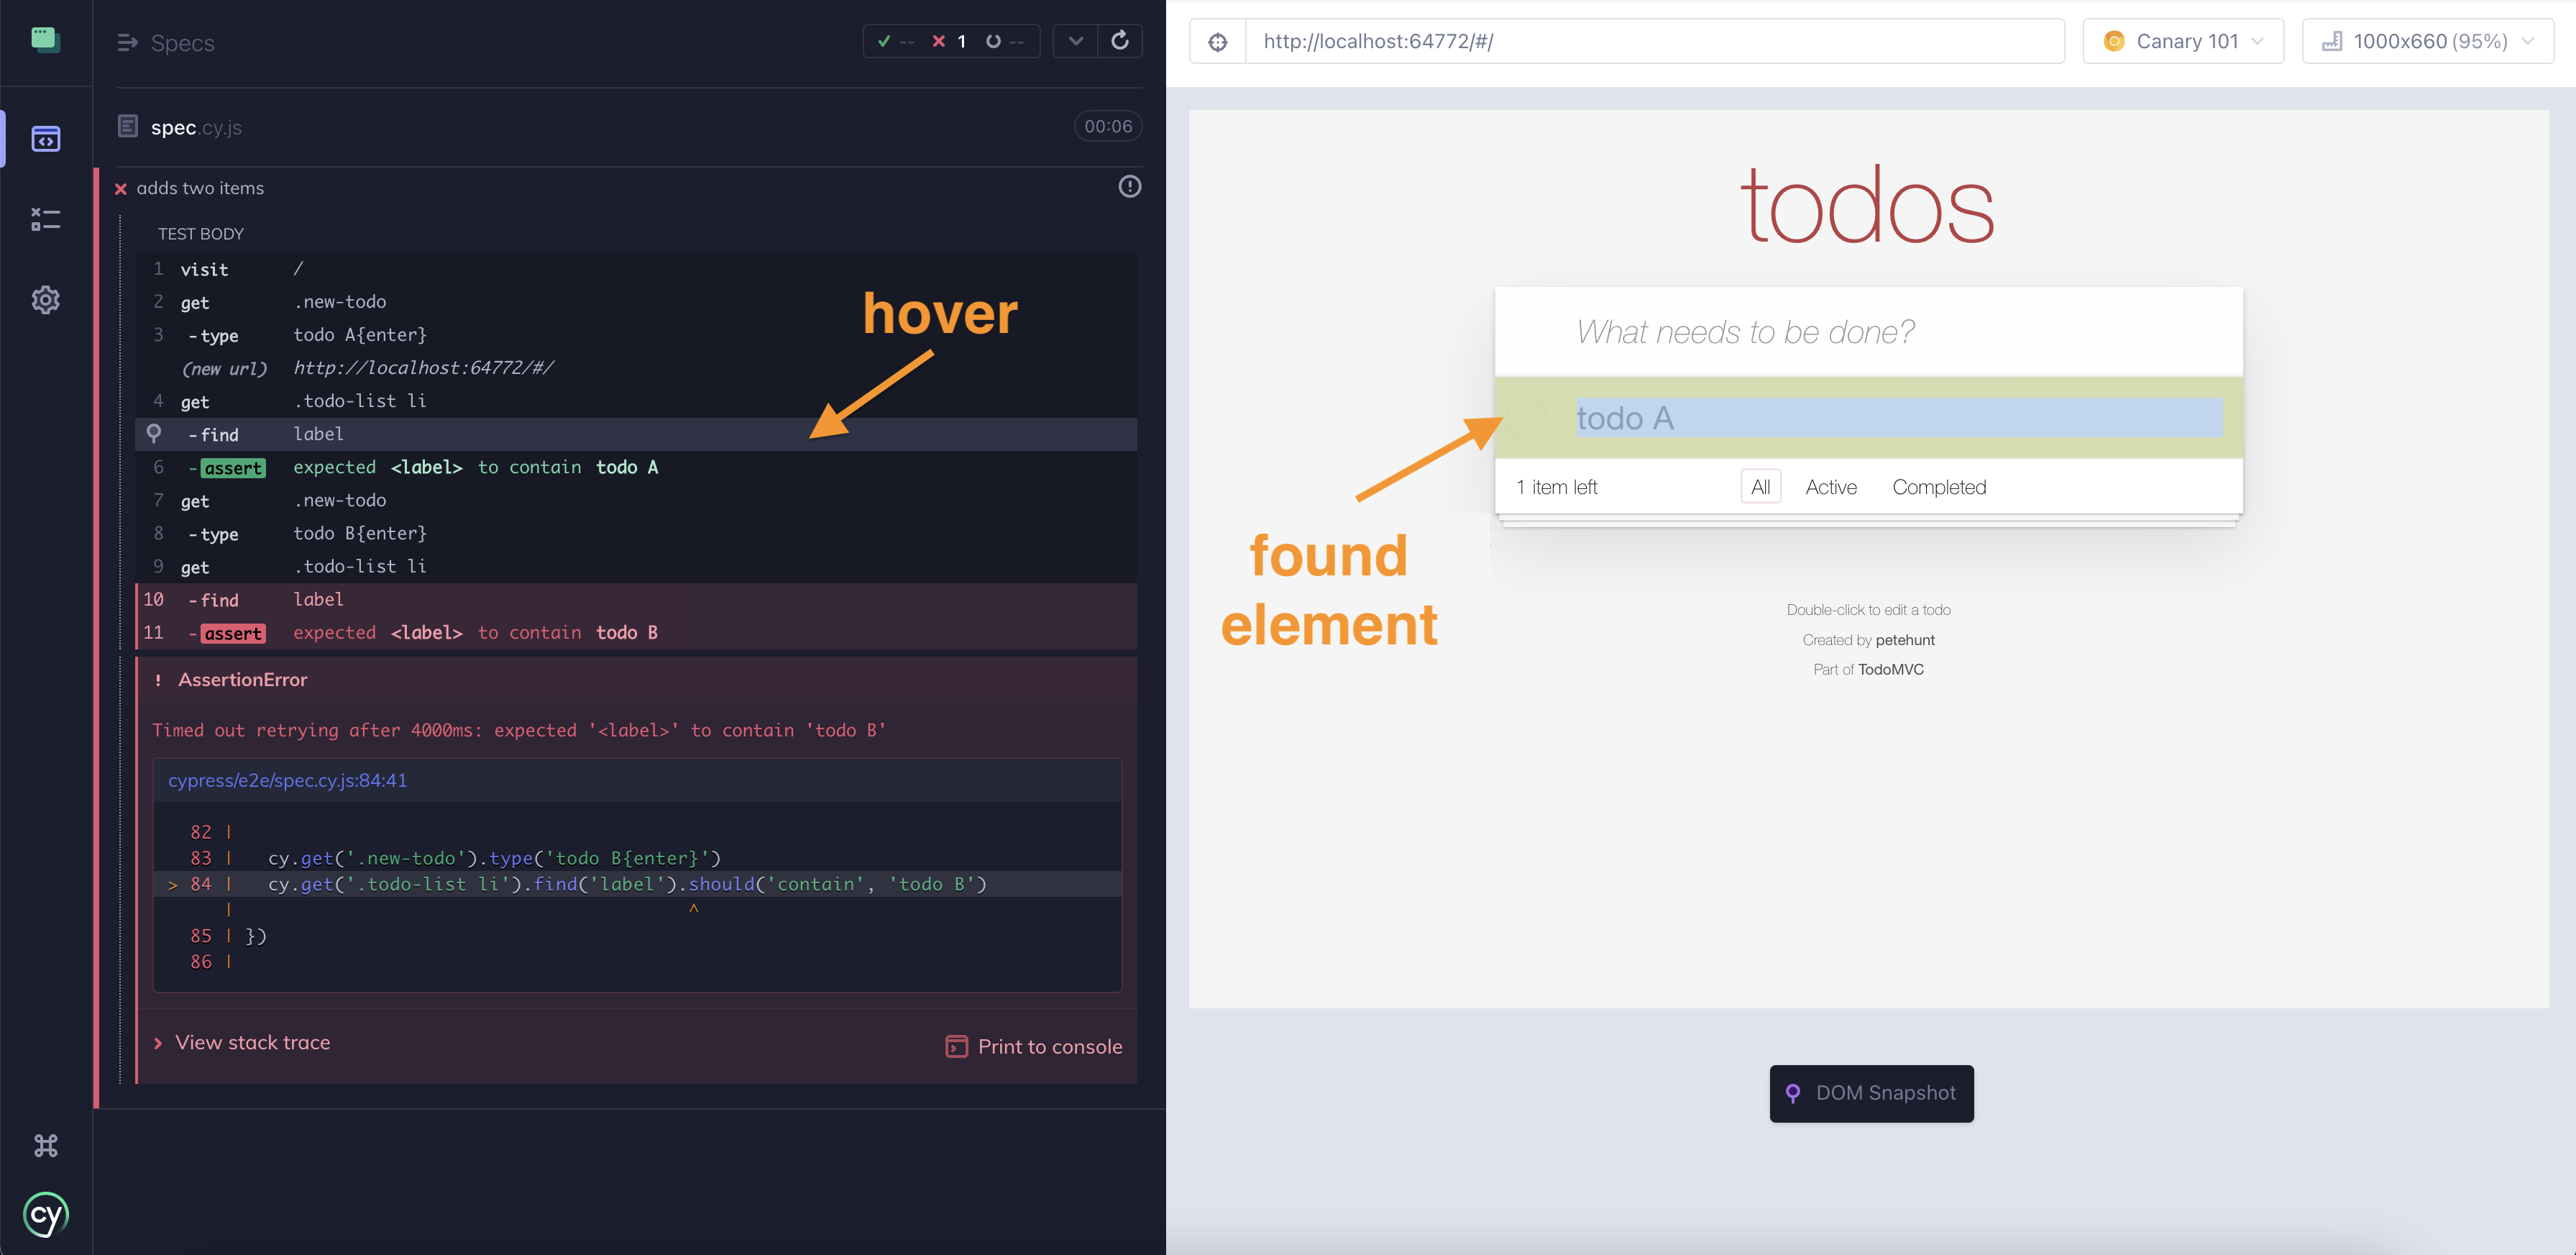 Specs
-- 1 --
spec.cy.js 00:06
adds two items
TEST BODY
1 visit /
2 get .new-todo
3 -type todo A{enter}
(new url) http://localhost:64772/#/
4 get .todo-list li
-find label
6 -assert expected <label> to contain todo A
7 get .new-todo
8 -type todo B{enter}
9 get .todo-list li
10 -find label
11 -assert expected <label> to contain todo B
! AssertionError
Timed out retrying after 4000ms: expected '<label>' to contain 'todo B'
cypress/e2e/spec.cy.js:84:41
82 |
83 | cy.get('.new-todo').type('todo B{enter}')
> 84 | cy.get('.todo-list li').find('label').should('contain', 'todo B')
| ^
85 | })
86 |
View stack trace
Print to console
cy
hover
found
element
http://localhost:64772/#/
Canary 101
1000x660 (95%)
todos
What needs to be done?
todo A
1 item left All Active Completed
Double-click to edit a todo
Created by petehunt
Part of TodoMVC
DOM Snapshot